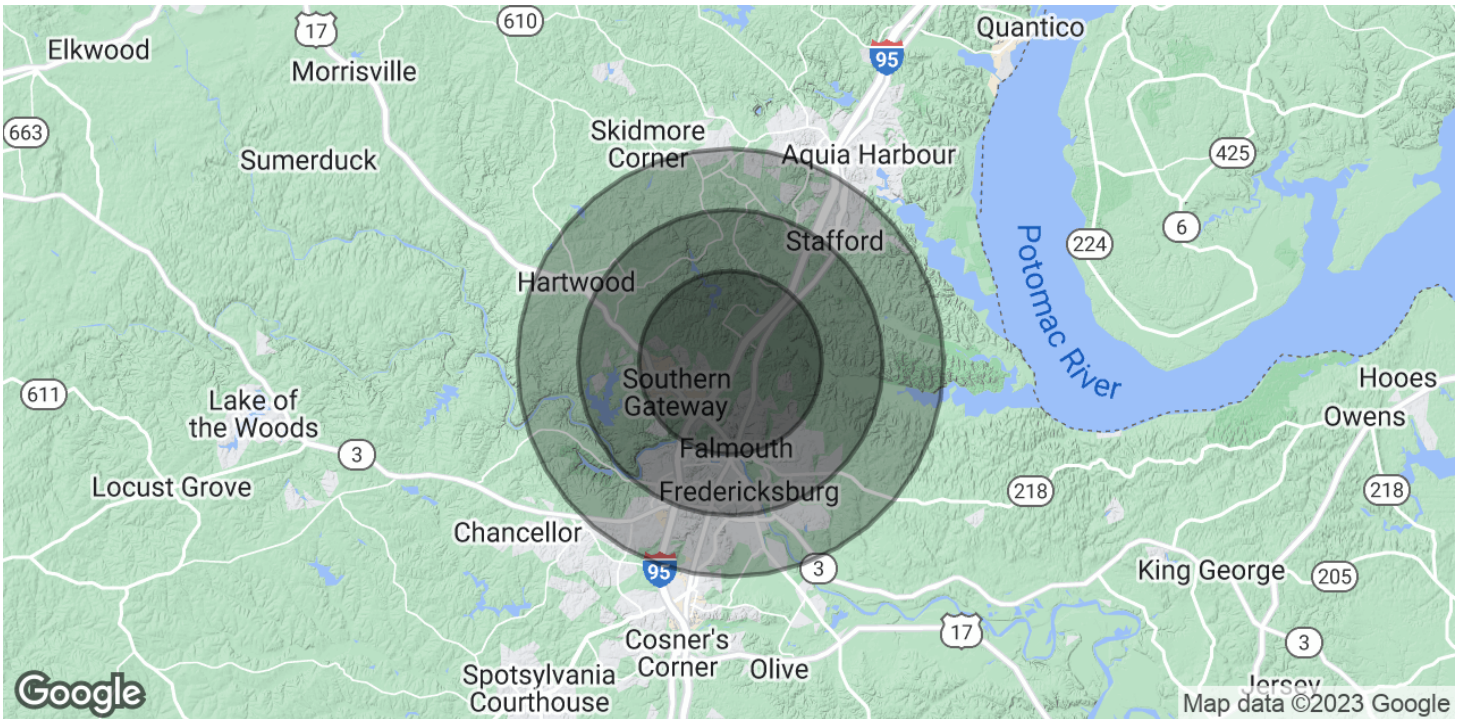 Quantico
610
17
Elkwood
95
Morrisville
663
Skidmore
Corner
425
Sumerduck
Aquia Harbour
6
Stafford
224
Hartwood
Potomac River
Southern
Gateway
Hooes
611
Lake of
the Woods
Owens
Falmouth
3
Locust Grove
Fredericksburg
218
218
Chancellor
95
3
King George
205
17
Cosner's
Corner
3
Olive
Spotsylvania
Courthouse
Jersey
Google
Map data ©2023 Google